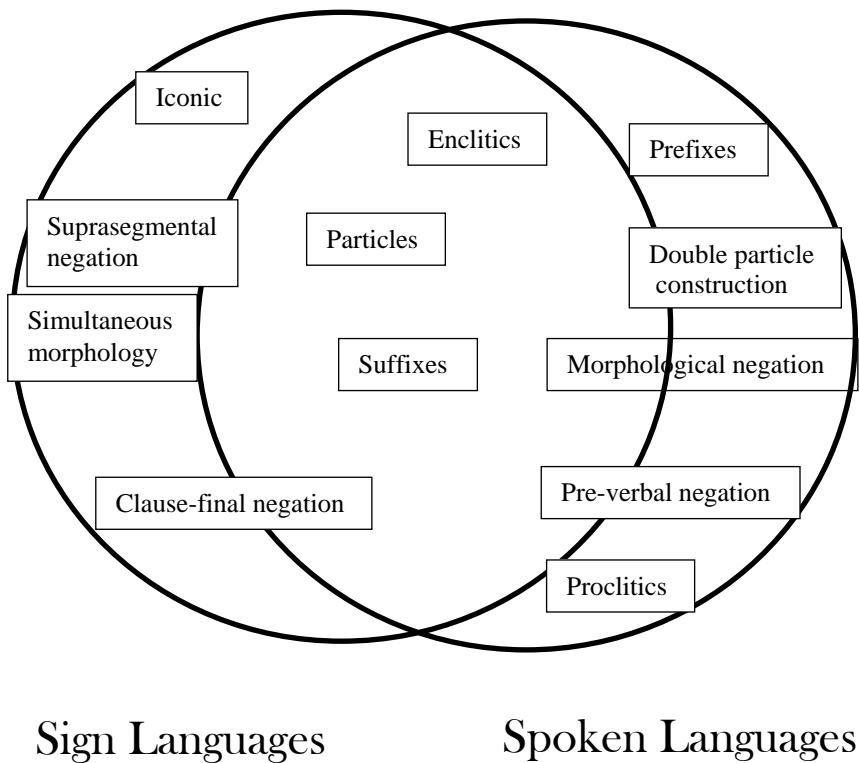 Iconic
Enclitics
Prefixes
Suprasegmental
negation
Particles
Double particle
construction
Simultaneous
morphology
Suffixes
Morphological negation
Clause-final negation
Pre-verbal negation
Proclitics
Sign Languages
Spoken Languages